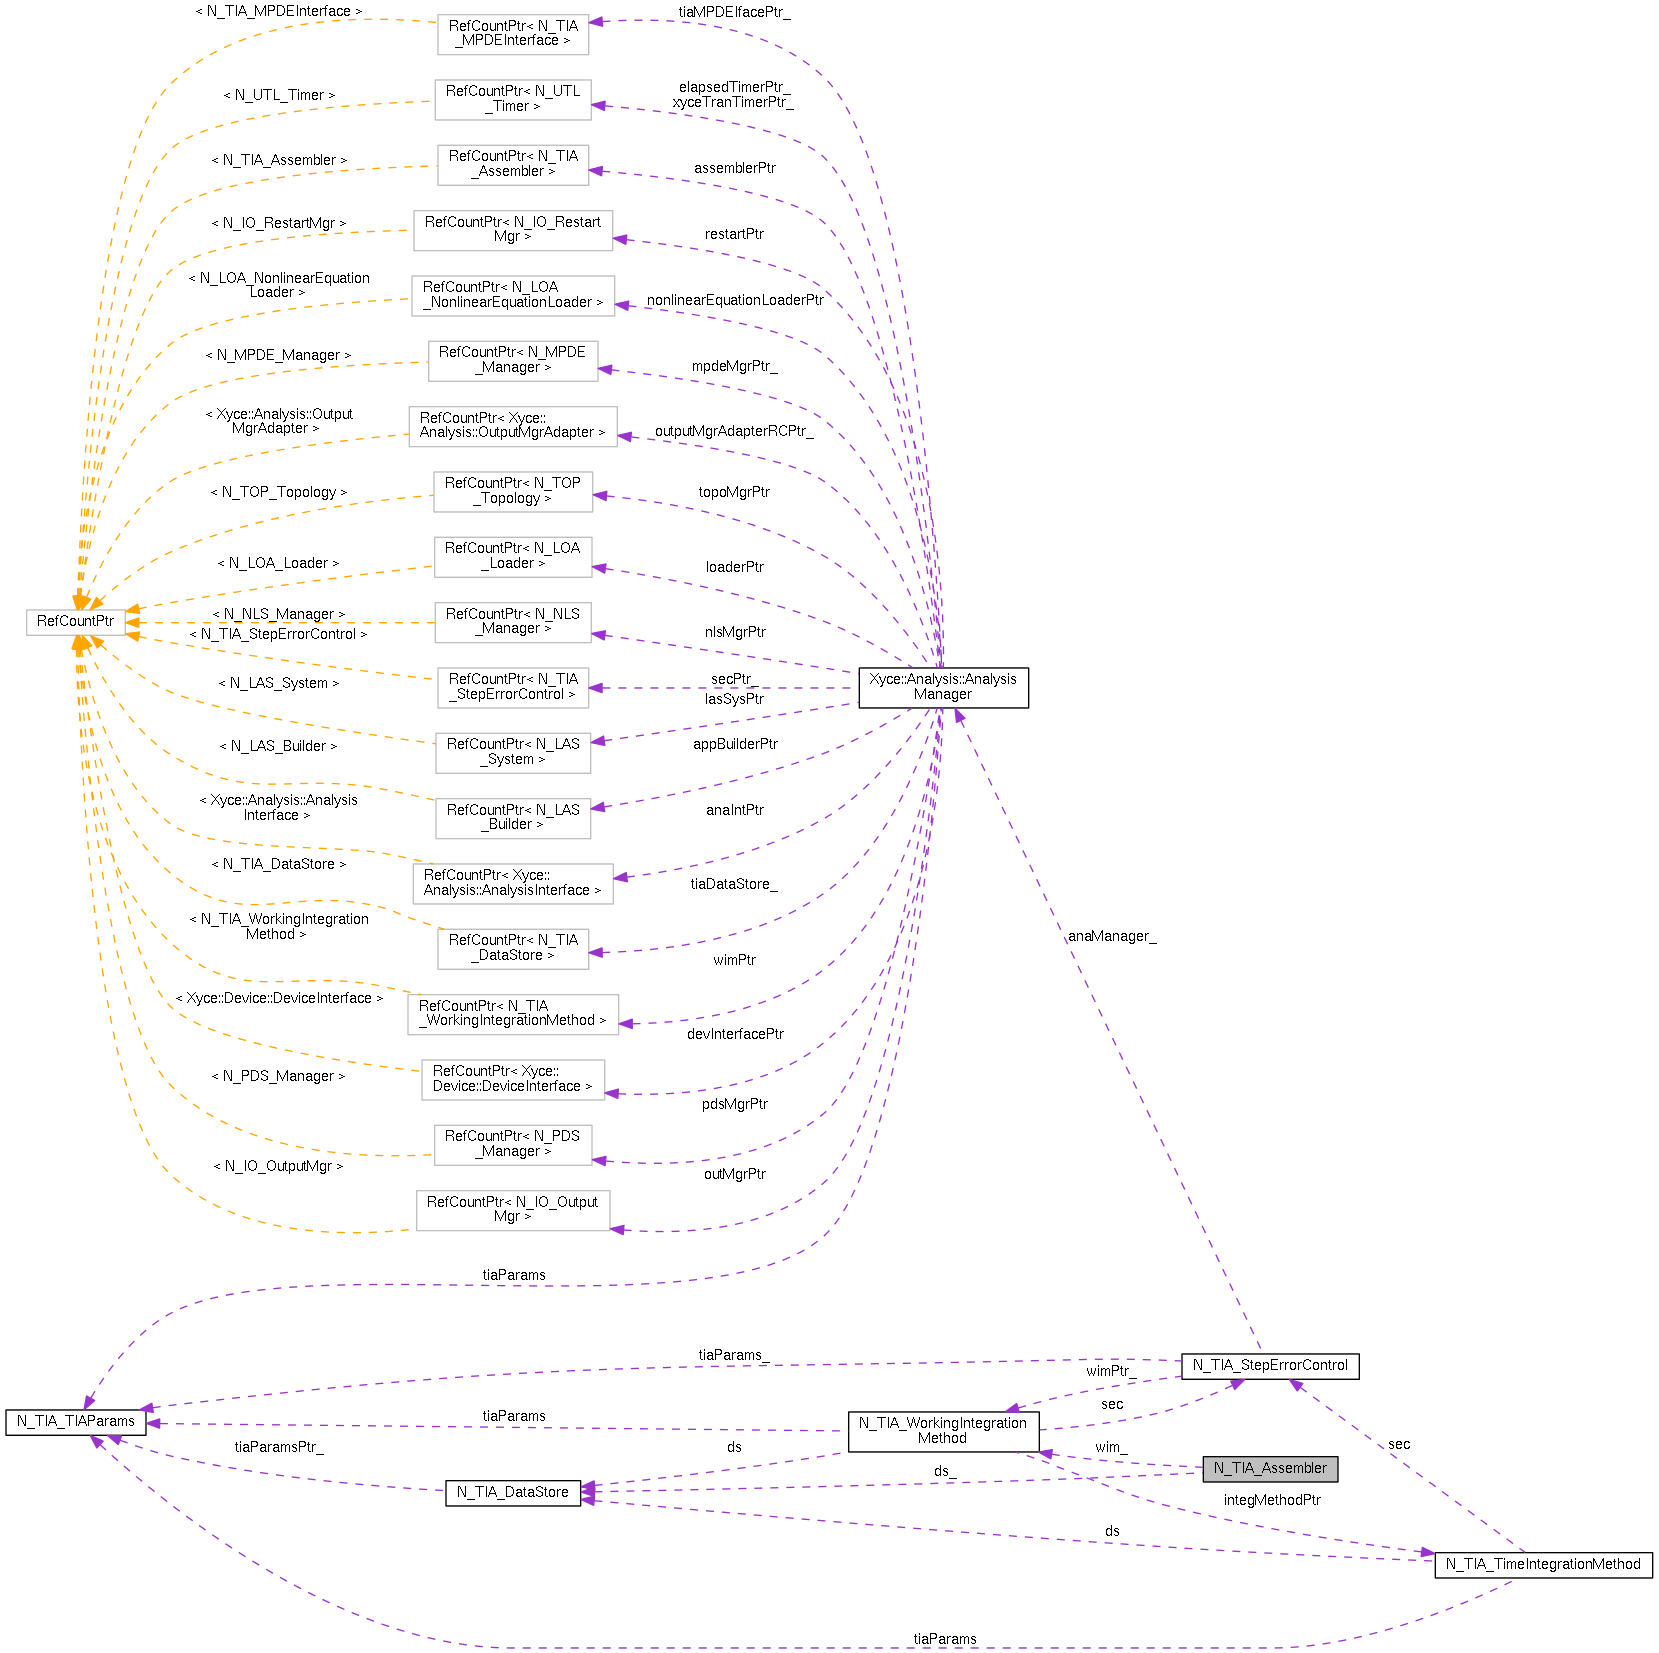 < N_TIA_MPDEInterface >
RefCountPtr< N_TIA
_MPDEInterface >
tiaMPDEIfacePtr_
< N_UTL_Timer >
RefCountPtr< N_UTL
_Timer >
elapsedTimerPtr_
xyceTranTimerPtr_
< N_TIA_Assembler >
RefCountPtr< N_TIA
_Assembler >
assemblerPtr
< N_IO_RestartMgr >
RefCountPtr< N_IO_Restart
Mgr >
restartPtr
< N_LOA_NonlinearEquation
Loader >
RefCountPtr< N_LOA
_NonlinearEquationLoader >
nonlinearEquationLoaderPtr
< N_MPDE_Manager >
RefCountPtr< N_MPDE
_Manager >
mpdeMgrPtr_
< Xyce::Analysis::Output
MgrAdapter >
RefCountPtr< Xyce::
Analysis::OutputMgrAdapter >
outputMgrAdapterRCPtr_
< N_TOP_Topology >
RefCountPtr< N_TOP
_Topology >
topoMgrPtr
< N_LOA_Loader >
RefCountPtr< N_LOA
_Loader >
loaderPtr
RefCountPtr
< N_NLS_Manager >
RefCountPtr< N_NLS
_Manager >
nlsMgrPtr
< N_TIA_StepErrorControl >
RefCountPtr< N_TIA
_StepErrorControl >
secPtr_
Xyce::Analysis::Analysis
Manager
< N_LAS_System >
RefCountPtr< N_LAS
_System >
lasSysPtr
< N_LAS_Builder >
RefCountPtr< N_LAS
_Builder >
appBuilderPtr
< Xyce::Analysis::Analysis
Interface >
RefCountPtr< Xyce::
Analysis::AnalysisInterface >
anaIntPtr
< N_TIA_DataStore >
RefCountPtr< N_TIA
_DataStore >
tiaDataStore_
< N_TIA_WorkingIntegration
Method >
RefCountPtr< N_TIA
_WorkingIntegrationMethod >
wimPtr
anaManager_
< Xyce::Device::DeviceInterface >
RefCountPtr< Xyce::
Device::DeviceInterface >
devInterfacePtr
< N_PDS_Manager >
RefCountPtr< N_PDS
_Manager >
pdsMgrPtr
< N_IO_OutputMgr >
RefCountPtr< N_IO_Output
Mgr >
outMgrPtr
tiaParams
tiaParams_
N_TIA_StepErrorControl
wimPtr_
sec
N_TIA_TIAParams
tiaParams
N_TIA_WorkingIntegration
Method
tiaParamsPtr_
ds
wim_
sec
N_TIA_DataStore
ds_
N_TIA_Assembler
integMethodPtr
ds
N_TIA_TimeIntegrationMethod
tiaParams